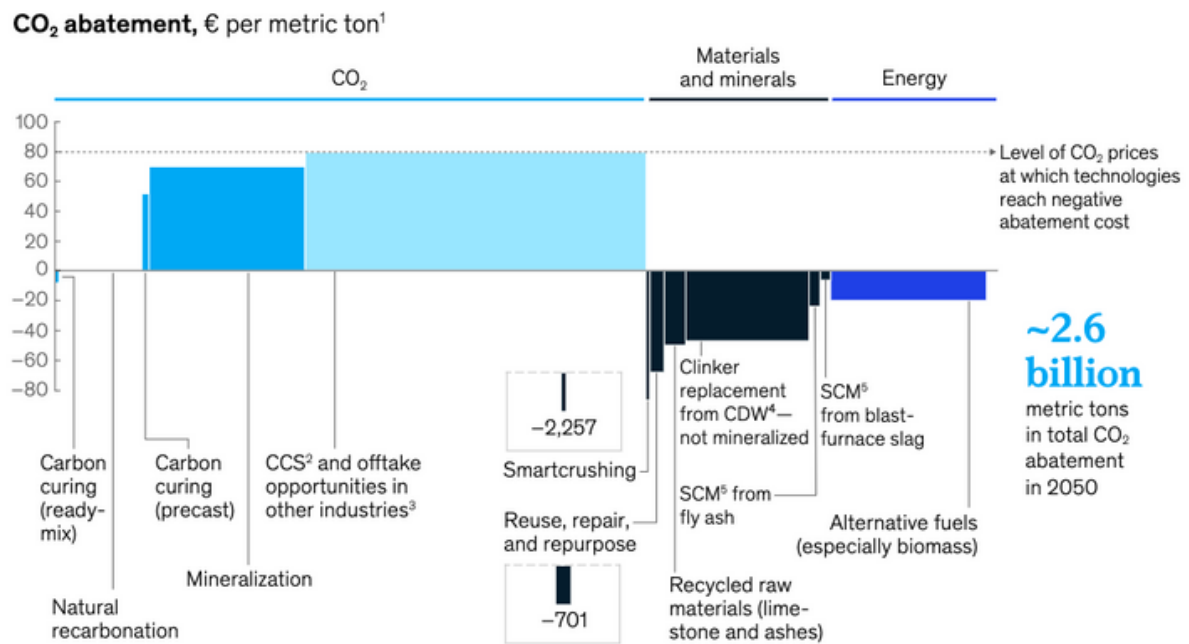 CO₂ abatement, € per metric ton¹
CO₂
Materials
and minerals
Energy
100
80
60
40
20
0
−20
−40
−60
−80
Level of CO₂ prices
at which technologies
reach negative
abatement cost
Carbon
curing
(ready-
mix)
Natural
recarbonation
Carbon
curing
(precast)
Mineralization
CCS² and offtake
opportunities in
other industries³
−2,257
Smartcrushing
Reuse, repair,
and repurpose
−701
Recycled raw
materials (lime-
stone and ashes)
Clinker
replacement
from CDW⁴—
not mineralized
SCM⁵ from
fly ash
SCM⁵
from blast-
furnace slag
Alternative fuels
(especially biomass)
~2.6
billion
metric tons
in total CO₂
abatement
in 2050